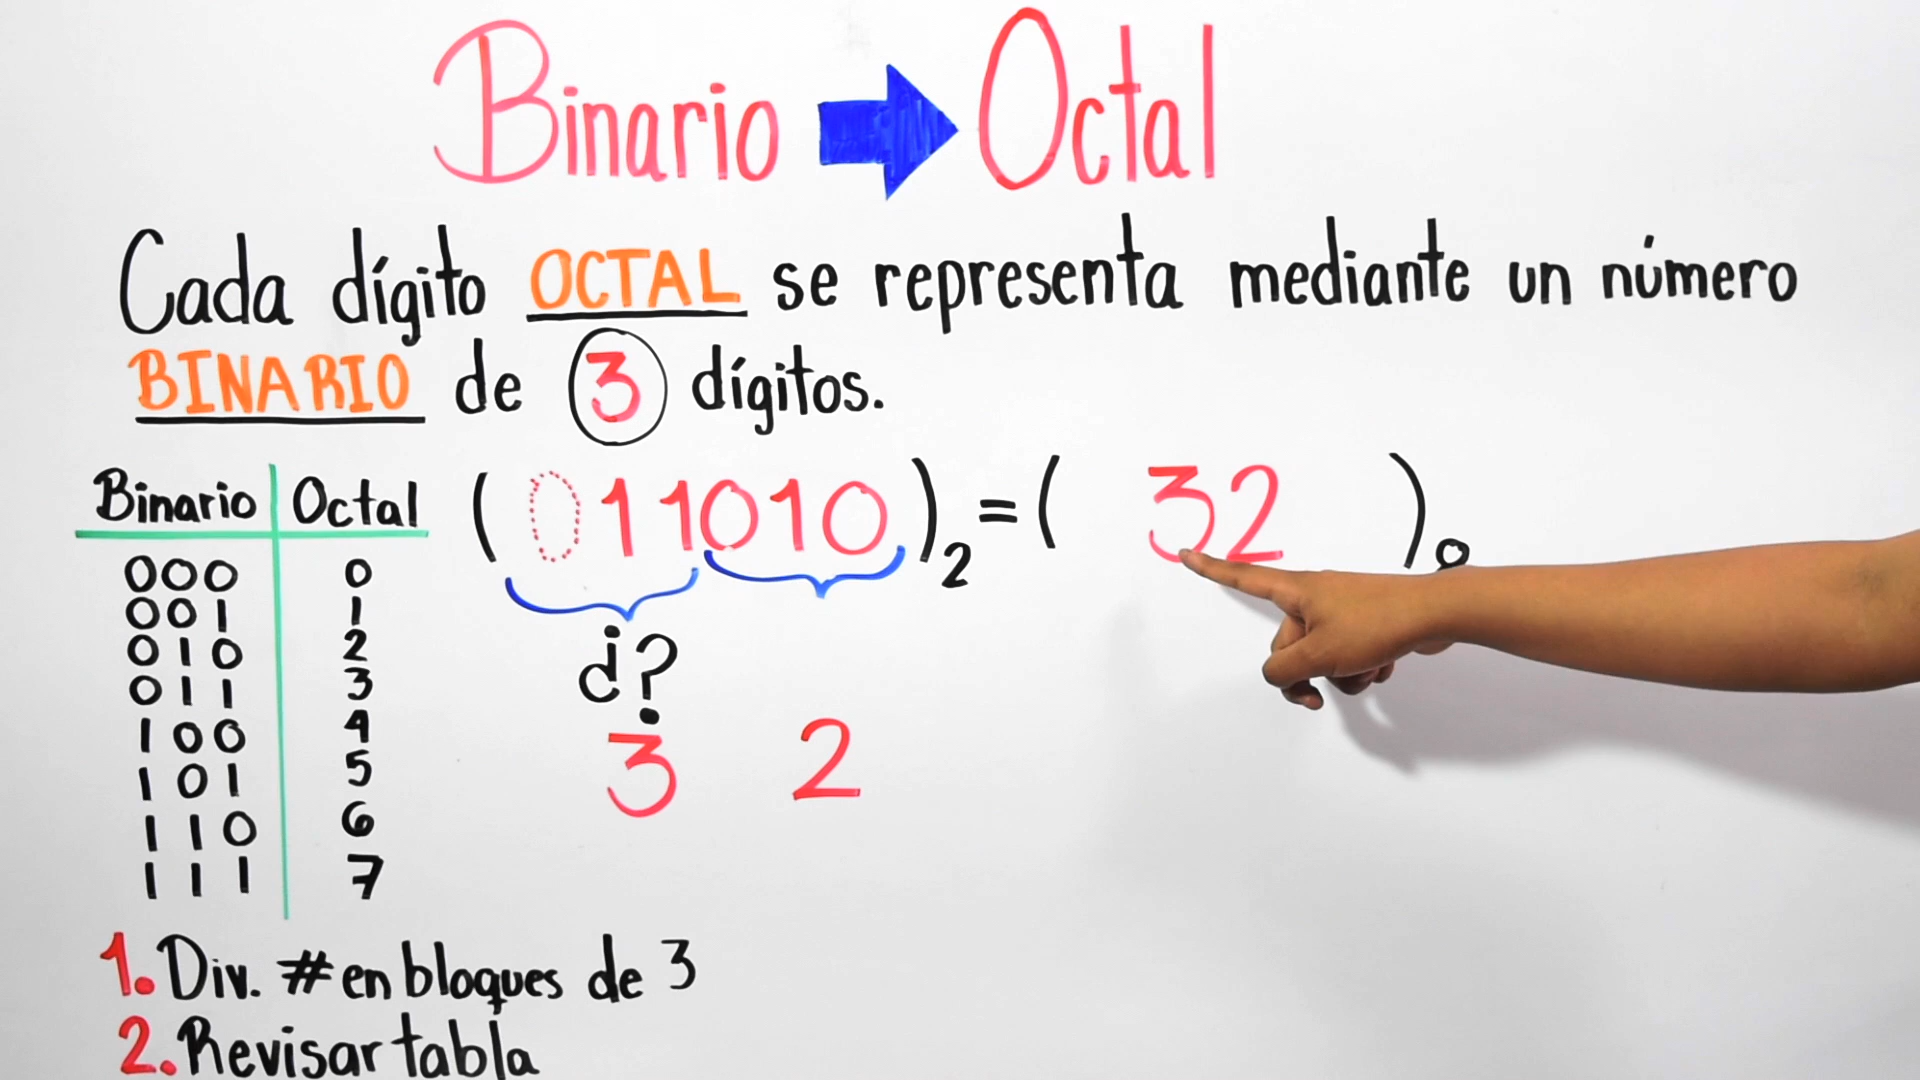 Binario Octal
Cada dígito OCTAL se representa mediante un número
BINARIO de 3 dígitos.
Binario Octal
000 0
001 1
010 2
011 3
100 4
101 5
110 6
111 7
(011010)2=( 32 )
¿?
3 2
1. Div. # en bloques de 3
2. Revisar tabla